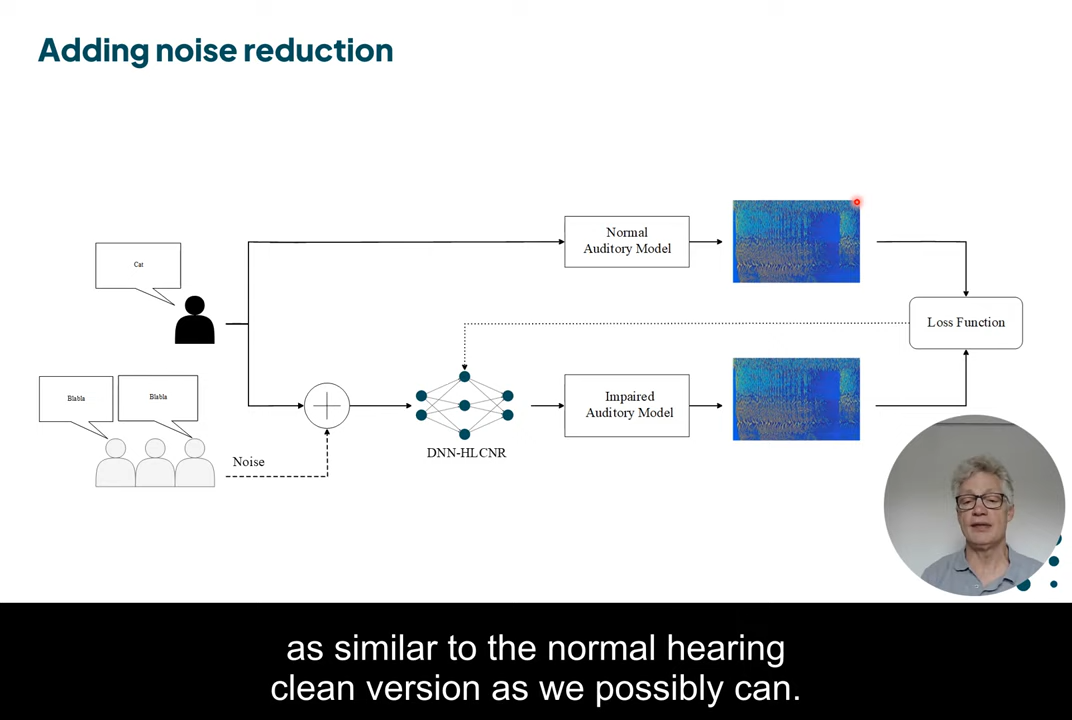 Adding noise reduction
Normal
Auditory Model
Cat
Loss Function
Blabla
Blabla
Impaired
Auditory Model
DNN-HLCNR
Noise
as similar to the normal hearing
clean version as we possibly can.